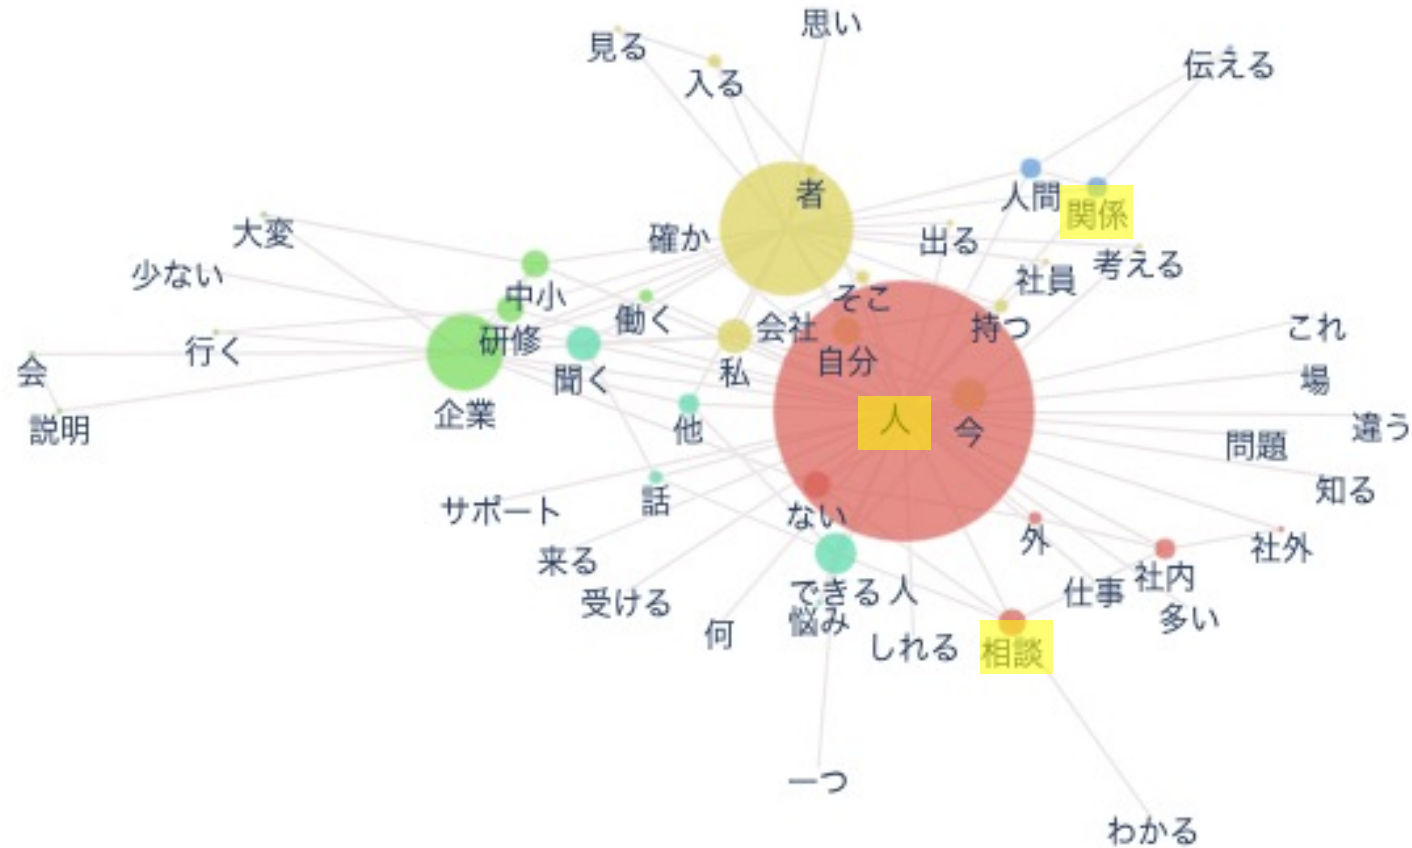 思い
見る
入る
伝える
者
人間
関係
大変
確か
出る
考える
少ない
社員
中小
そこ
働く
会社
持つ
これ
研修
行く
自分
会
聞く
私
場
企業
人
今
説明
他
違う
問題
知る
話
サポート
ない
外
社外
来る
社内
受ける
できる
人
仕事
悩み
多い
何
しれる
相談
一つ
わかる